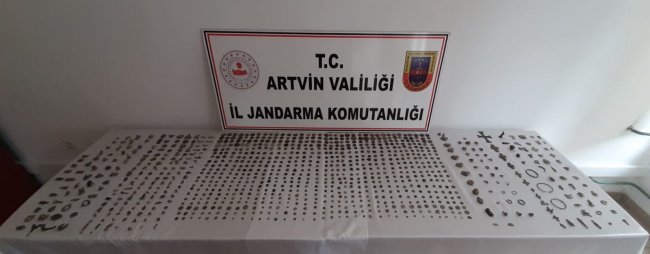 T.C.
ARTVİN VALİLİĞİ
İL JANDARMA KOMUTANLIĞI